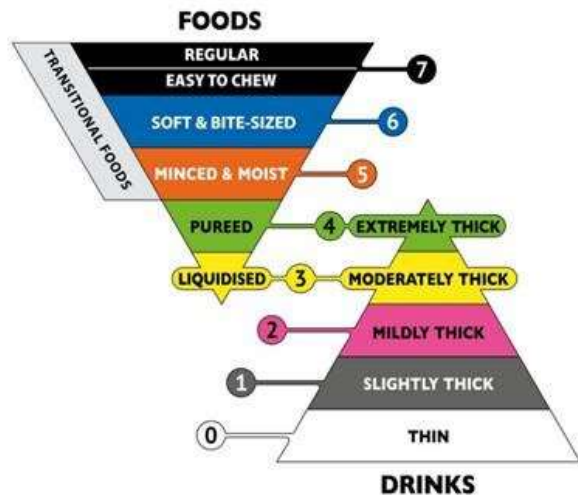 FOODS
REGULAR
7
EASY TO CHEW
TRANSITIONAL FOODS
SOFT & BITE-SIZED
6
MINCED & MOIST
5
PUREED
4
EXTREMELY THICK
LIQUIDISED
3
MODERATELY THICK
2
MILDLY THICK
1
SLIGHTLY THICK
0
THIN
DRINKS